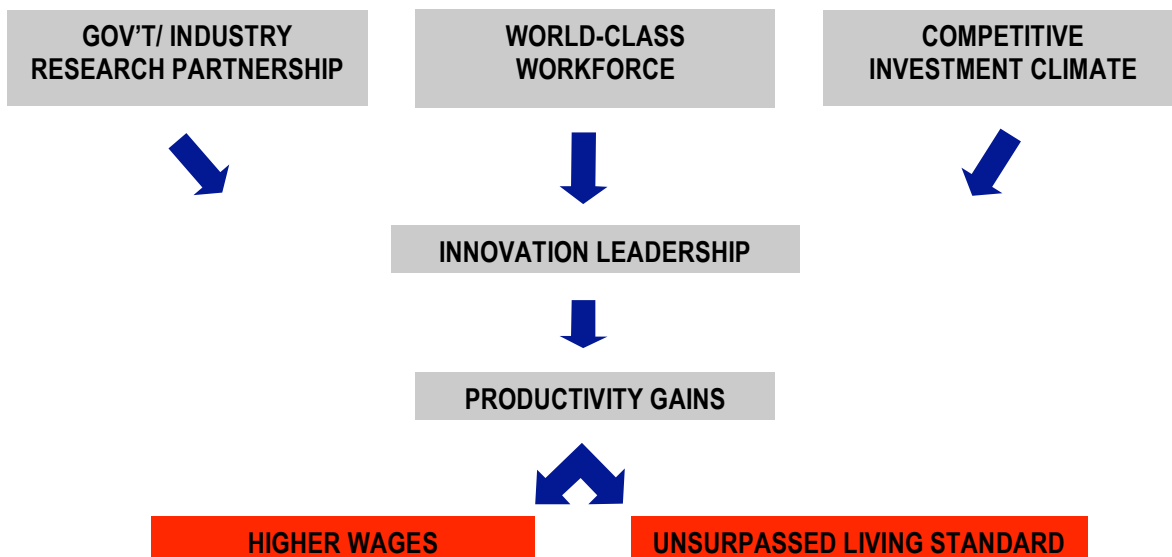 GOV’T/ INDUSTRY
RESEARCH PARTNERSHIP
WORLD-CLASS
WORKFORCE
COMPETITIVE
INVESTMENT CLIMATE
INNOVATION LEADERSHIP
PRODUCTIVITY GAINS
HIGHER WAGES
UNSURPASSED LIVING STANDARD